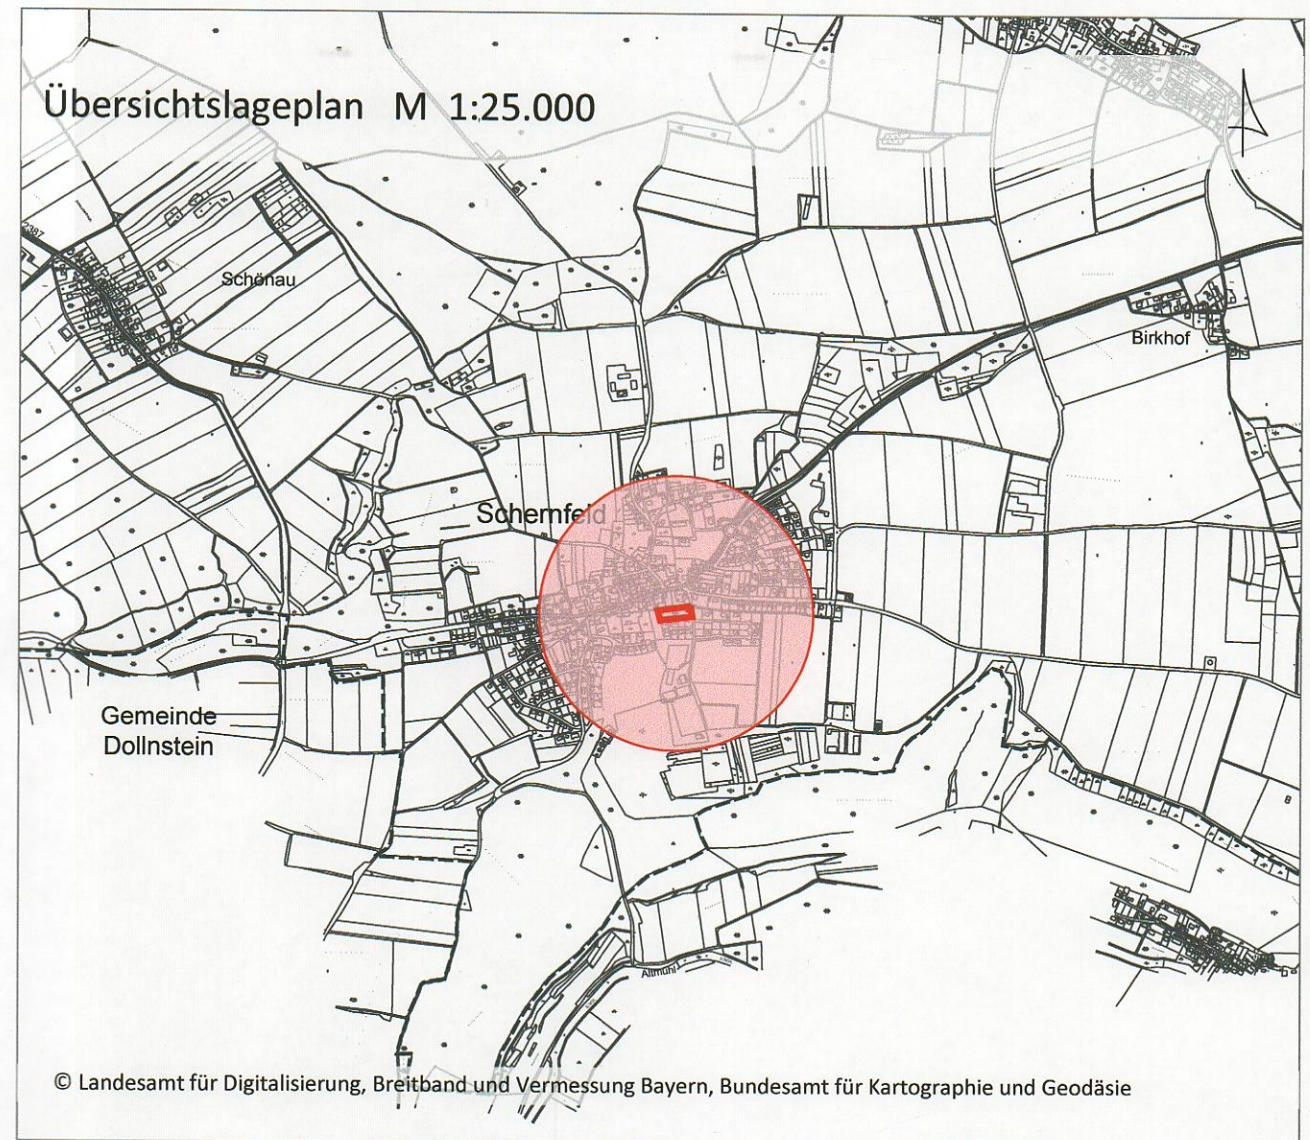 Übersichtslageplan M 1:25.000
Schönau
Birkhof
Schernfeld
Gemeinde
Dollnstein
Altmühl
© Landesamt für Digitalisierung, Breitband und Vermessung Bayern, Bundesamt für Kartographie und Geodäsie